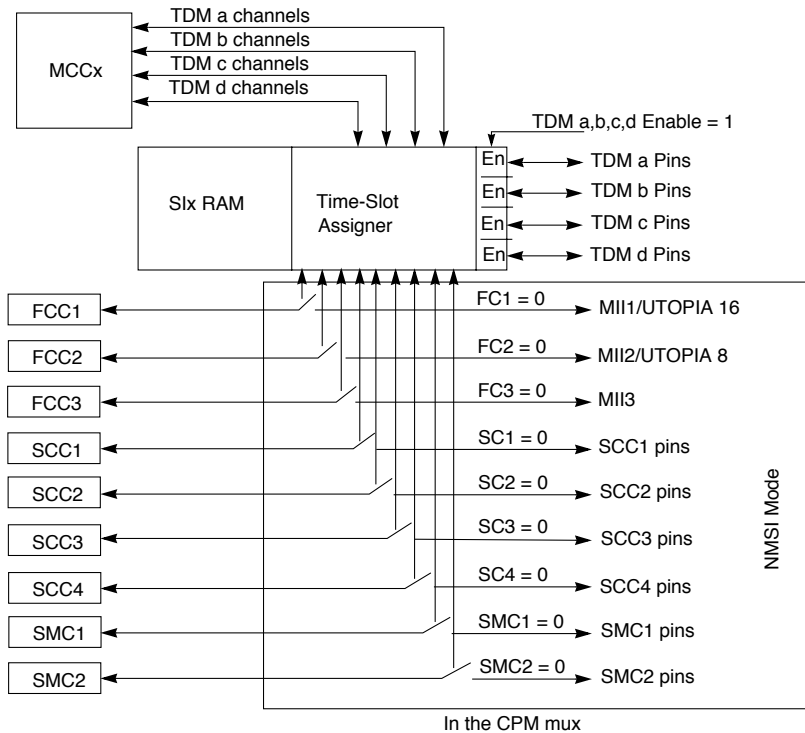 TDM a channels
TDM b channels
MCCx
TDM c channels
TDM d channels
TDM a,b,c,d Enable = 1
En
TDM a Pins
SIx RAM
Time-Slot
Assigner
En
TDM b Pins
En
TDM c Pins
En
TDM d Pins
FCC1
FC1 = 0
MII1/UTOPIA 16
FCC2
FC2 = 0
MII2/UTOPIA 8
FCC3
FC3 = 0
MII3
SCC1
SC1 = 0
SCC1 pins
SCC2
SC2 = 0
SCC2 pins
SCC3
SC3 = 0
SCC3 pins
SCC4
SC4 = 0
SCC4 pins
SMC1
SMC1 = 0
SMC1 pins
SMC2
SMC2 = 0
SMC2 pins
NMSI Mode
In the CPM mux